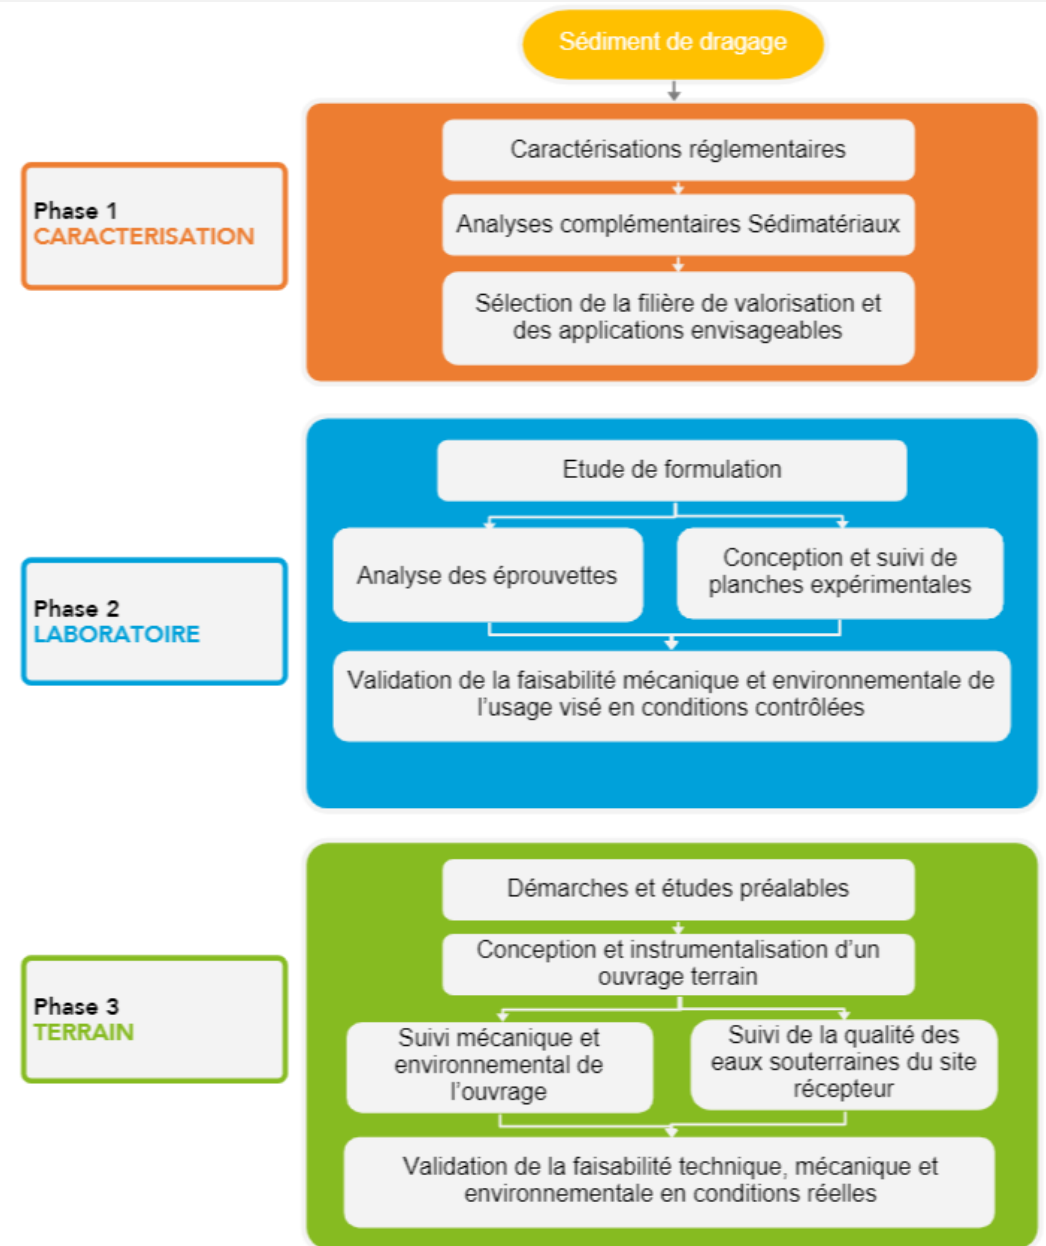 Sédiment de dragage
Phase 1
CARACTERISATION
Caractérisations réglementaires
Analyses complémentaires Sédimatériaux
Sélection de la filière de valorisation et
des applications envisageables
Phase 2
LABORATOIRE
Etude de formulation
Analyse des éprouvettes
Conception et suivi de
planches expérimentales
Validation de la faisabilité mécanique et environnementale de
l'usage visé en conditions contrôlées
Phase 3
TERRAIN
Démarches et études préalables
Conception et instrumentalisation d'un
ouvrage terrain
Suivi mécanique et
environnemental de
l'ouvrage
Suivi de la qualité des
eaux souterraines du site
récepteur
Validation de la faisabilité technique, mécanique et
environnementale en conditions réelles